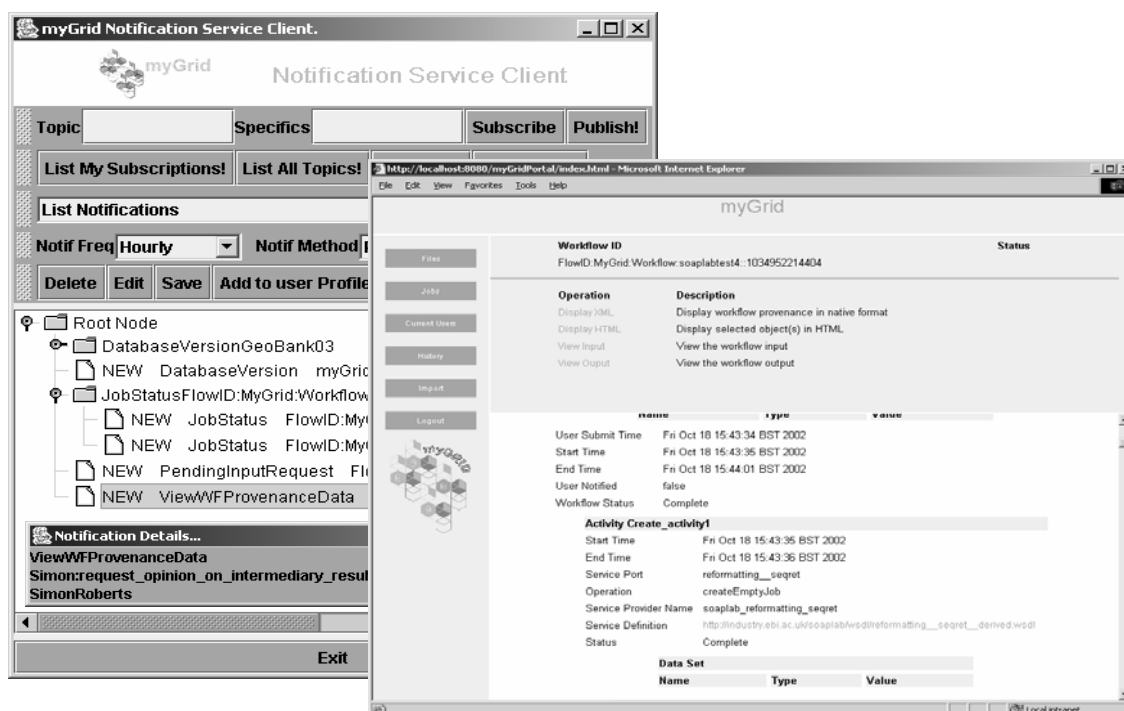 myGrid Notification Service Client.
myGrid
Notification Service Client
Topic
Specifics
Subscribe
Publish!
List My Subscriptions!
List All Topics!
List Notifications
Notif Freq
Hourly
Notif Method
Delete
Edit
Save
Add to user Profile
Root Node
DatabaseVersionGeoBank03
NEW DatabaseVersion myGrid
JobStatusFlowID:MyGrid:Workflow
NEW JobStatus FlowID:My
NEW JobStatus FlowID:My
NEW PendingInputRequest Fl
NEW ViewWFProvenanceData
Notification Details...
ViewWFProvenanceData
Simon:request_opinion_on_intermediary_resul
SimonRoberts
Exit
http://localhost:8080/myGridPortal/index.html - Microsoft Internet Explorer
File Edit View Favorites Tools Help
myGrid
Files
Jobs
Current Users
History
Import
Logout
myGRID
Workflow ID
Status
FlowID:MyGrid:Workflow:soaplabtest4::1034952214404
Operation Description
Display XML Display workflow provenance in native format
Display HTML Display selected object(s) in HTML
View Input View the workflow input
View Ouput View the workflow output
Name Type Value
User Submit Time Fri Oct 18 15:43:34 BST 2002
Start Time Fri Oct 18 15:43:35 BST 2002
End Time Fri Oct 18 15:44:01 BST 2002
User Notified false
Workflow Status Complete
Activity Create_activity1
Start Time Fri Oct 18 15:43:35 BST 2002
End Time Fri Oct 18 15:43:36 BST 2002
Service Port reformatting__seqret
Operation createEmptyJob
Service Provider Name soaplab_reformatting_seqret
Service Definition http://industry.ebi.ac.uk/soaplab/wsdl/reformatting__seqret__derived.wsdl
Status Complete
Data Set
Name Type Value
Local intranet